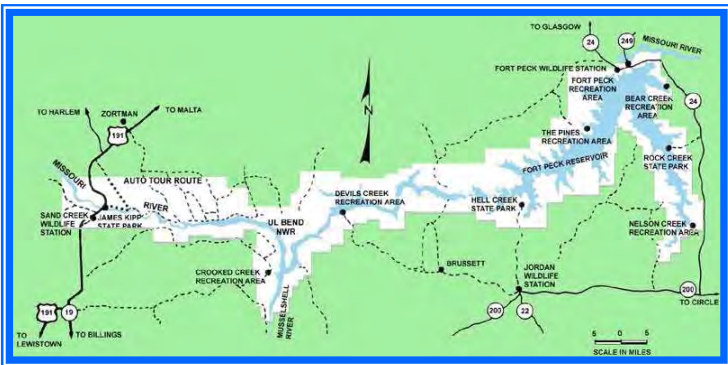 TO GLASGOW
24
249
MISSOURI RIVER
FORT PECK WILDLIFE STATION
FORT PECK
RECREATION
AREA
BEAR CREEK
RECREATION
AREA
24
TO HARLEM
ZORTMAN
TO MALTA
191
N
THE PINES
RECREATION AREA
FORT PECK RESERVOIR
ROCK CREEK
STATE PARK
MISSOURI
RIVER
AUTO TOUR ROUTE
SAND CREEK
WILDLIFE
STATION
JAMES KIPP
STATE PARK
UL BEND
NWR
DEVILS CREEK
RECREATION AREA
HELL CREEK
STATE PARK
NELSON CREEK
RECREATION AREA
CROOKED CREEK
RECREATION AREA
MUSSELSHELL
RIVER
BRUSSETT
JORDAN
WILDLIFE
STATION
200
TO CIRCLE
191
19
TO
LEWISTOWN
TO BILLINGS
200
22
5 0 5
SCALE IN MILES